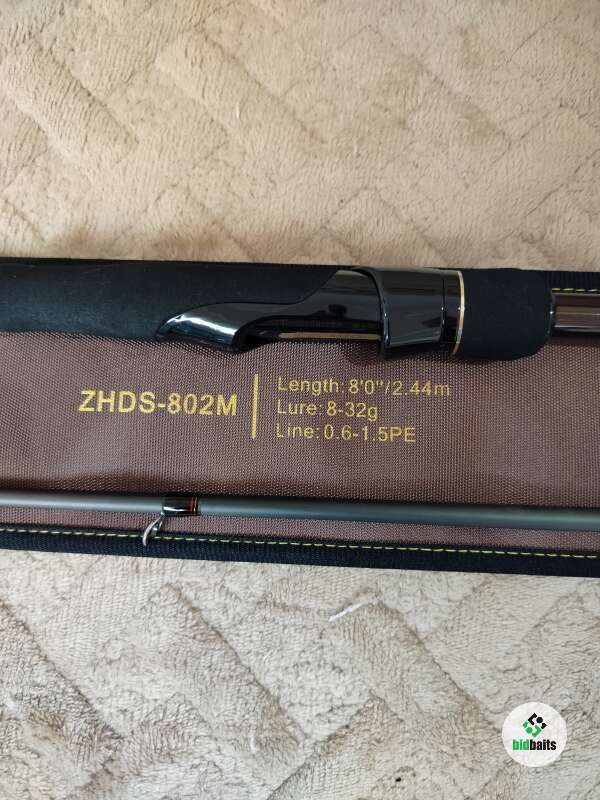 ZHDS-802M
Length: 8'0"/2.44m
Lure: 8-32g
Line: 0.6-1.5PE
bidbaits